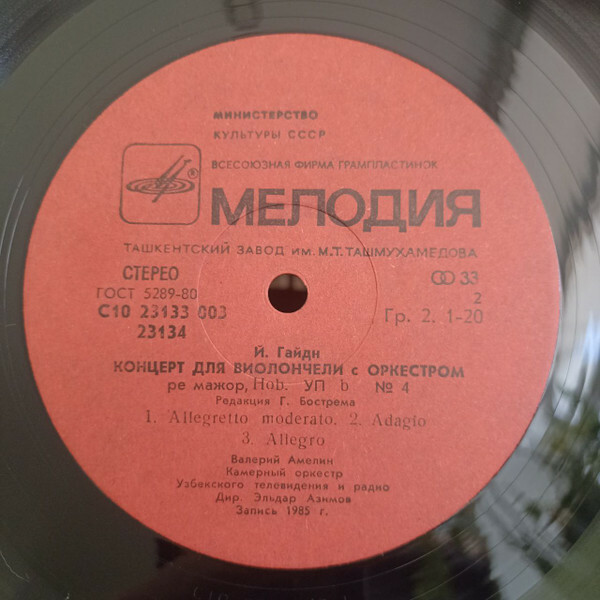 МИНИСТЕРСТВО
КУЛЬТУРЫ СССР
ВСЕСОЮЗНАЯ ФИРМА ГРАМПЛАСТИНОК
® МЕЛОДИЯ
ТАШКЕНТСКИЙ ЗАВОД ИМ. М.Т. ТАШМУХАМЕДОВА
СТЕРЕО 33
ГОСТ 5289-80 2
С10 23133 003 Гр. 2. 1-20
23134
Й. Гайдн
КОНЦЕРТ ДЛЯ ВИОЛОНЧЕЛИ с ОРКЕСТРОМ
ре мажор, Hob. УП b № 4
Редакция Г. Бострема
1. Allegretto moderato. 2. Adagio
3. Allegro
Валерий Амелин
Камерный оркестр
Узбекского телевидения и радио
Дир. Эльдар Азимов
Запись 1985 г.